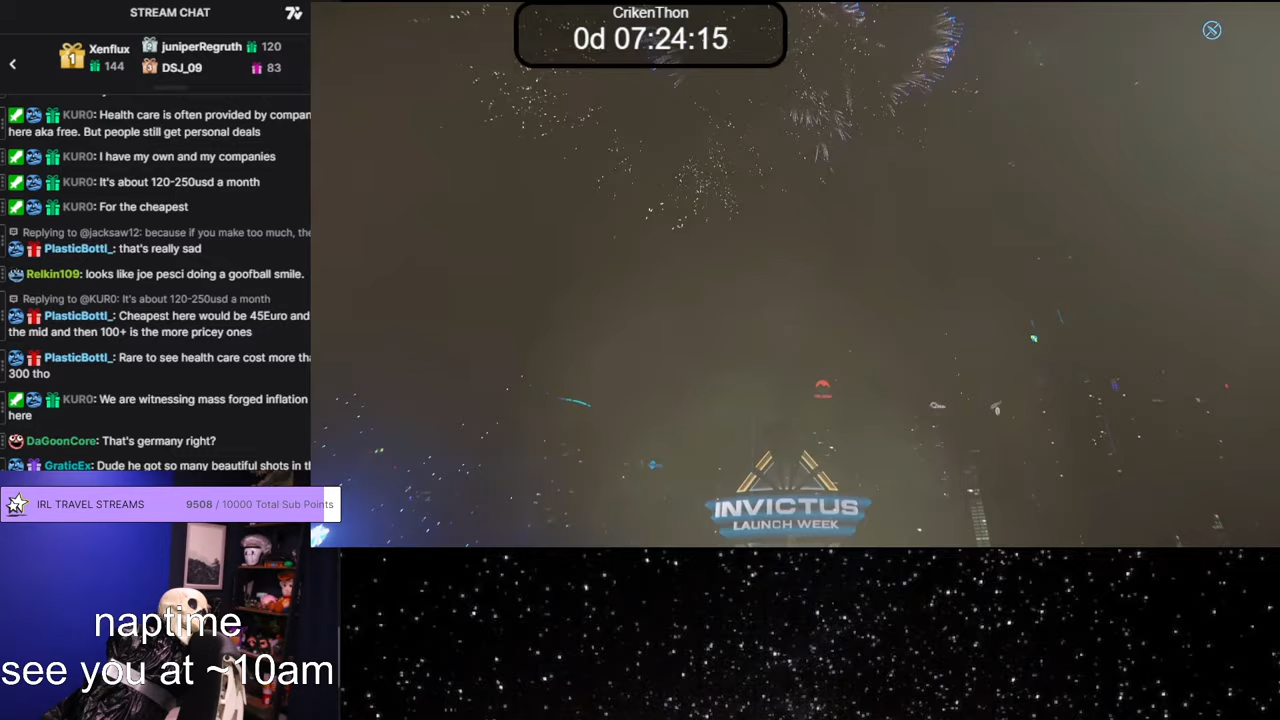 STREAM CHAT
Xenflux
144
juniperRegruth 120
DSJ_09 83
KUR0: Health care is often provided by compan
here aka free. But people still get personal deals
KUR0: I have my own and my companies
KUR0: It's about 120-250usd a month
KUR0: For the cheapest
Replying to @jacksaw12: because if you make too much, the
PlasticBottl_: that's really sad
Relkin109: looks like joe pesci doing a goofball smile.
Replying to @KUR0: It's about 120-250usd a month
PlasticBottl_: Cheapest here would be 45Euro and
the mid and then 100+ is the more pricey ones
PlasticBottl_: Rare to see health care cost more tha
300 tho
KUR0: We are witnessing mass forged inflation
here
DaGoonCore: That's germany right?
GraticEx: Dude he got so many beautiful shots in th
IRL TRAVEL STREAMS 9508 / 10000 Total Sub Points
naptime
see you at ~10am
CrikenThon
0d 07:24:15
INVICTUS
LAUNCH WEEK